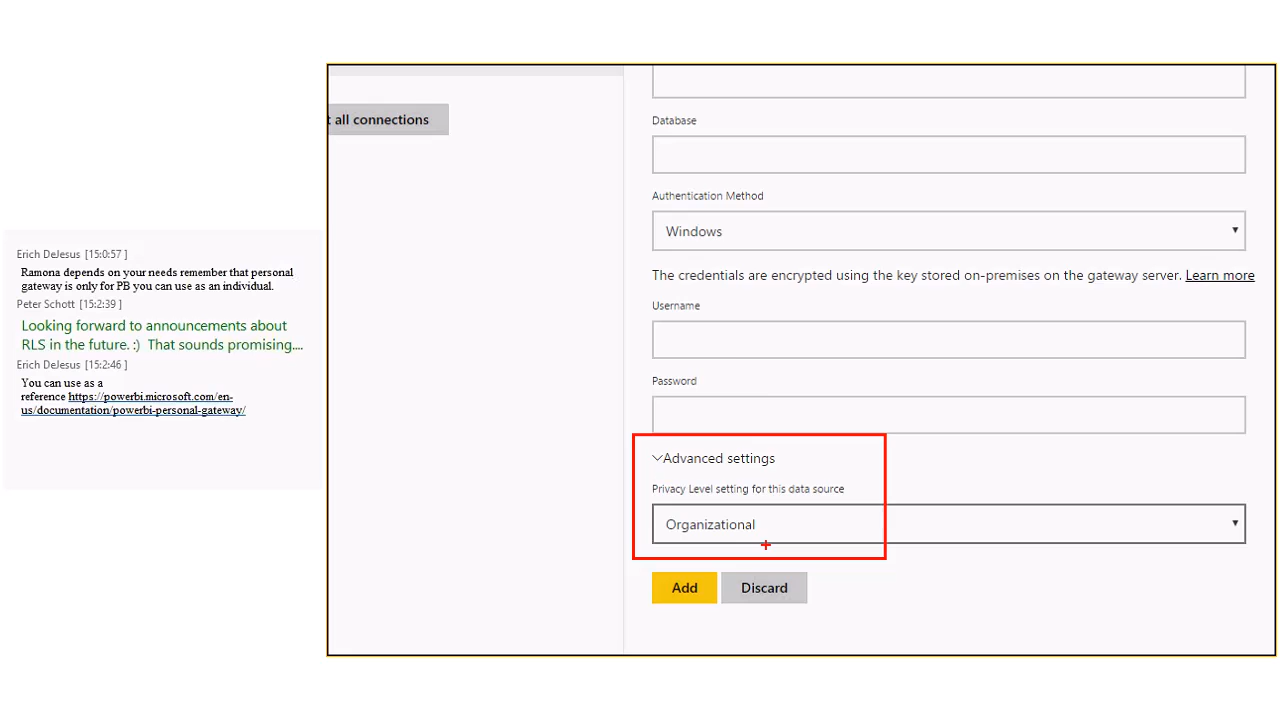 Erich DeJesus [15:0:57 ]
Ramona depends on your needs remember that personal
gateway is only for PB you can use as an individual.
Peter Schott [15:2:39 ]
Looking forward to announcements about
RLS in the future. :) That sounds promising....
Erich DeJesus [15:2:46 ]
You can use as a
reference https://powerbi.microsoft.com/en-
us/documentation/powerbi-personal-gateway/
t all connections
Database
Authentication Method
Windows
The credentials are encrypted using the key stored on-premises on the gateway server. Learn more
Username
Password
Advanced settings
Privacy Level setting for this data source
Organizational
Add Discard